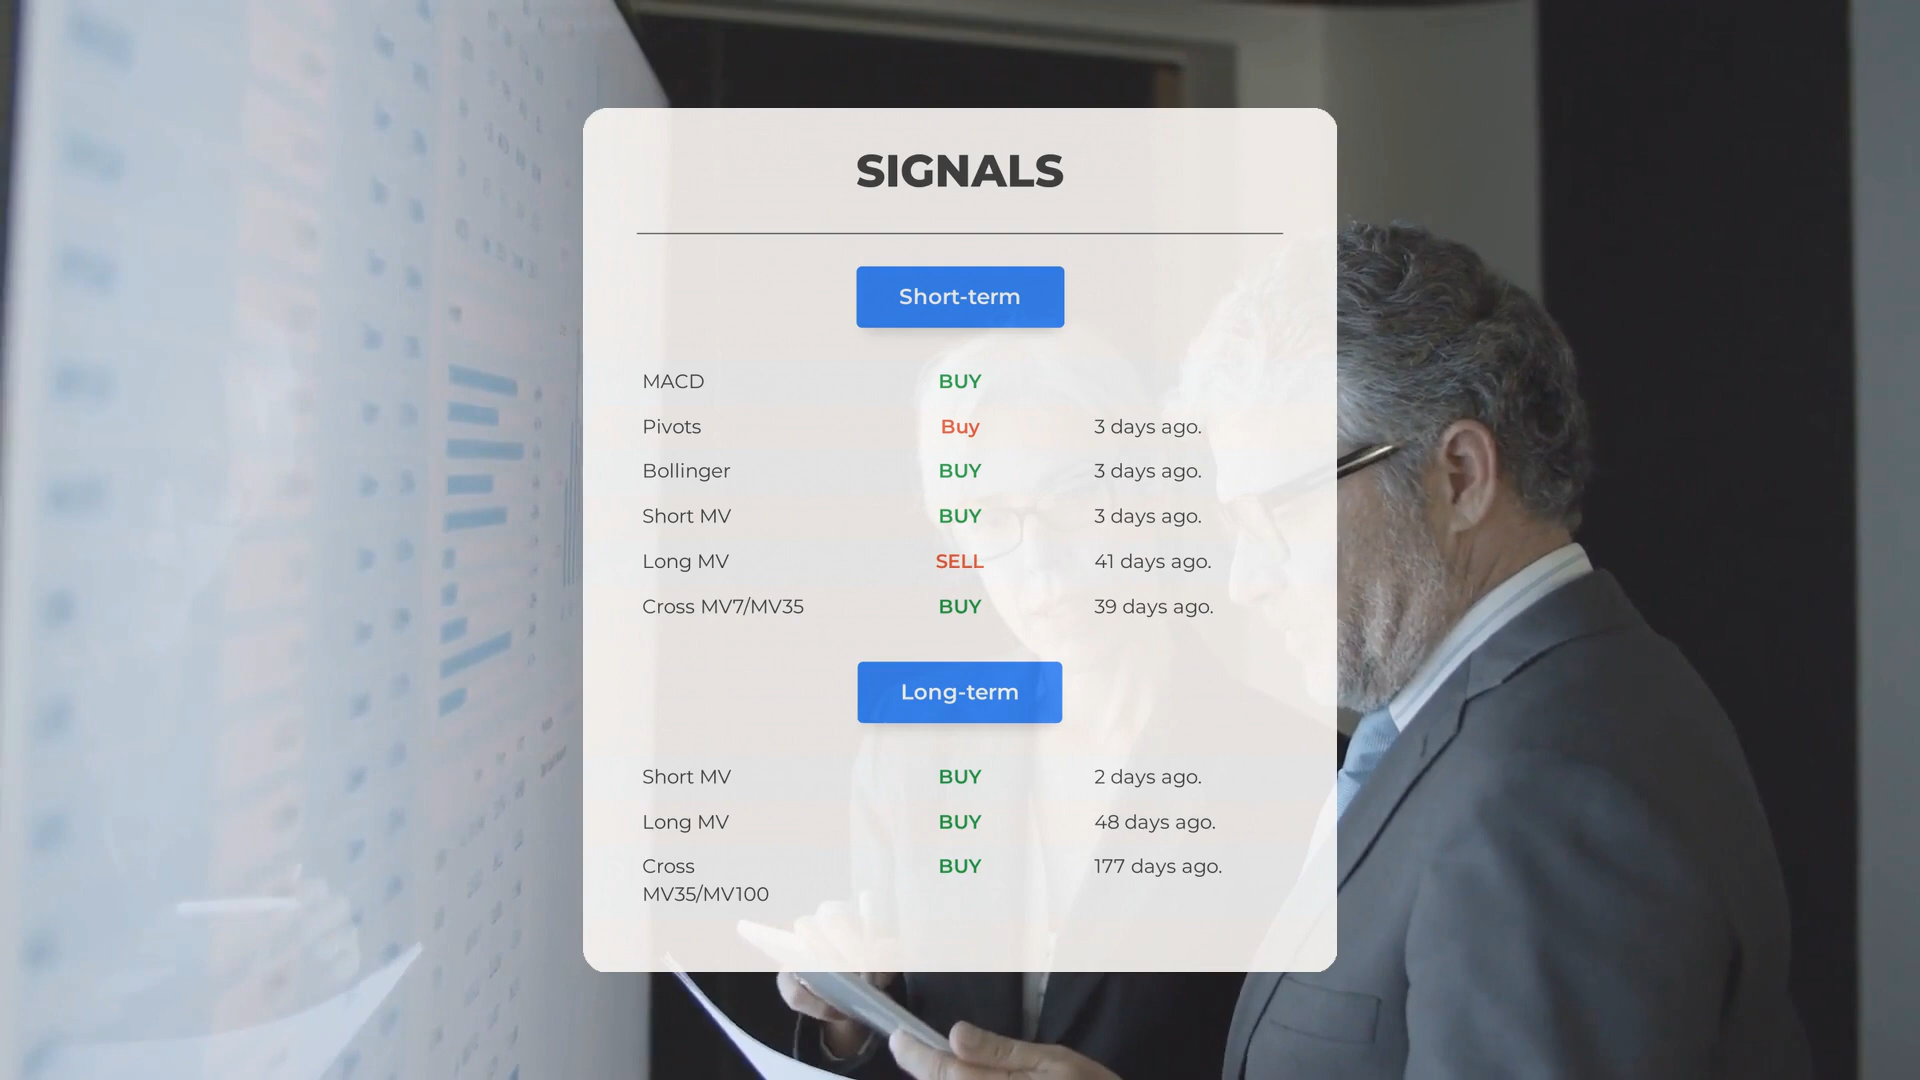 SIGNALS
Short-term
MACD BUY
Pivots Buy 3 days ago.
Bollinger BUY 3 days ago.
Short MV BUY 3 days ago.
Long MV SELL 41 days ago.
Cross MV7/MV35 BUY 39 days ago.
Long-term
Short MV BUY 2 days ago.
Long MV BUY 48 days ago.
Cross BUY 177 days ago.
MV35/MV100